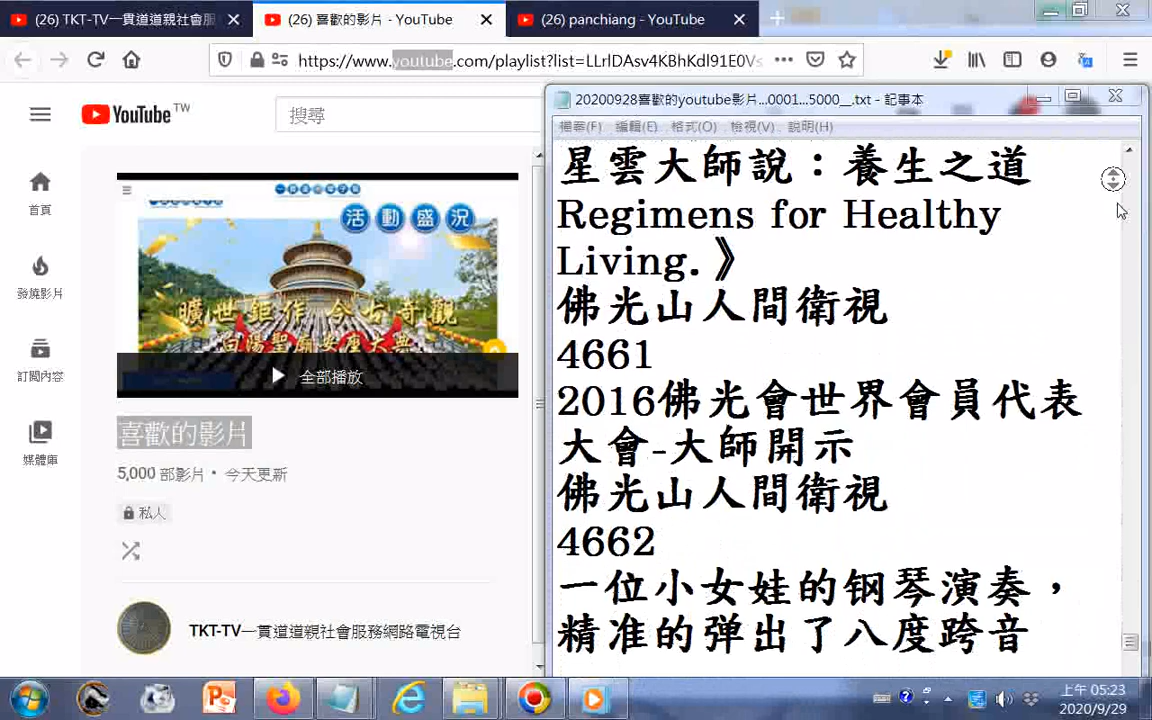 (26) TKT-TV一貫道道親社會服
(26) 喜歡的影片 - YouTube
(26) panchiang - YouTube
https://www.youtube.com/playlist?list=LLrlDAsv4KBhKdl91E0Vs
YouTube TW
搜尋
首頁
發燒影片
訂閱內容
媒體庫
活動盛況
曠世鉅作 今古奇觀
白陽聖廟安座大典
全部播放
喜歡的影片
5,000 部影片 • 今天更新
私人
TKT-TV一貫道道親社會服務網路電視台
20200928喜歡的youtube影片...0001...5000__.txt - 記事本
檔案(F) 編輯(E) 格式(O) 檢視(V) 說明(H)
星雲大師說：養生之道
Regimens for Healthy
Living.》
佛光山人間衛視
4661
2016佛光會世界會員代表
大會-大師開示
佛光山人間衛視
4662
一位小女娃的钢琴演奏，
精准的弹出了八度跨音
上午 05:23
2020/9/29